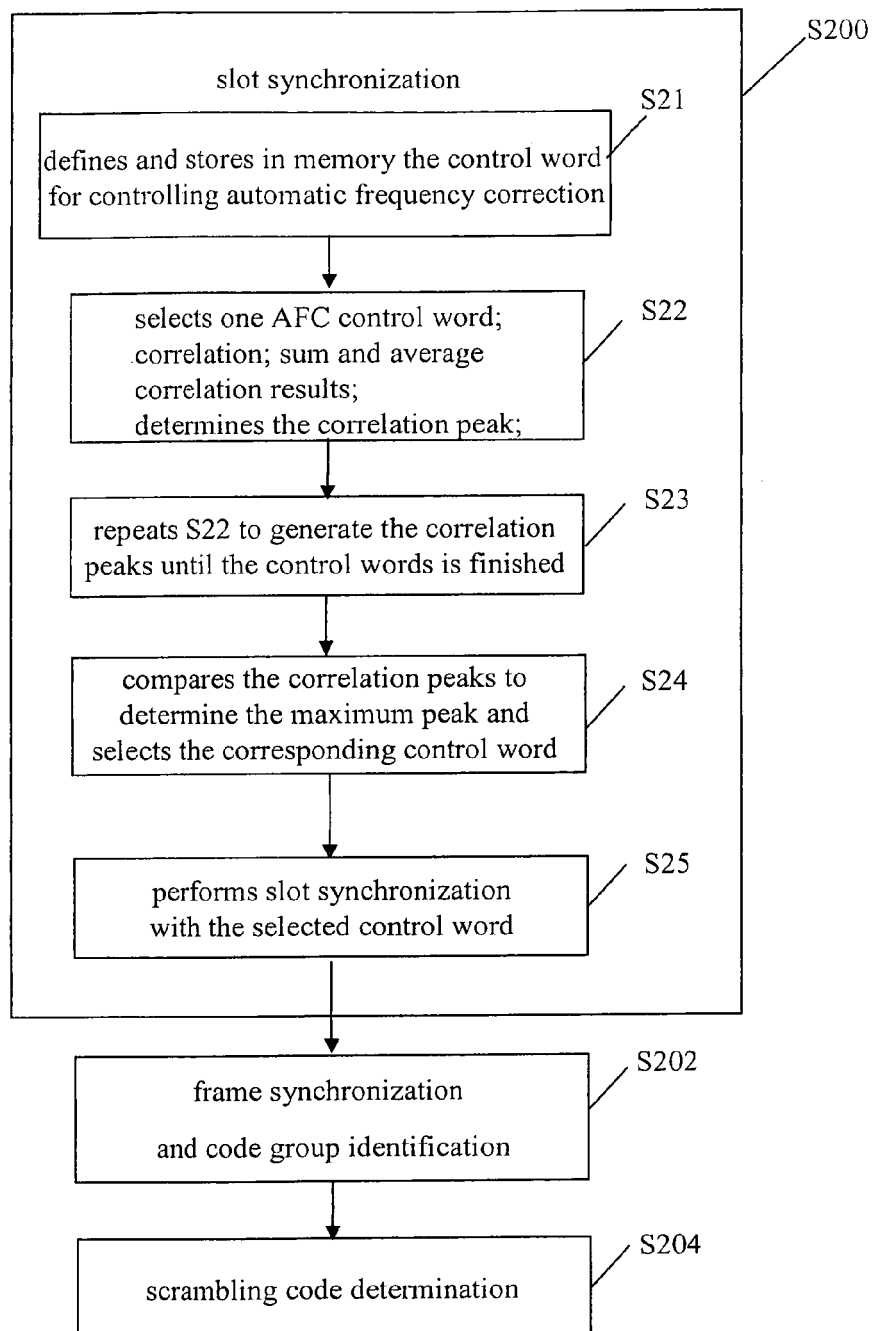 S200
slot synchronization
S21
defines and stores in memory the control word
for controlling automatic frequency correction
S22
selects one AFC control word;
correlation; sum and average
correlation results;
determines the correlation peak;
S23
repeats S22 to generate the correlation
peaks until the control words is finished
S24
compares the correlation peaks to
determine the maximum peak and
selects the corresponding control word
S25
performs slot synchronization
with the selected control word
S202
frame synchronization
and code group identification
S204
scrambling code determination